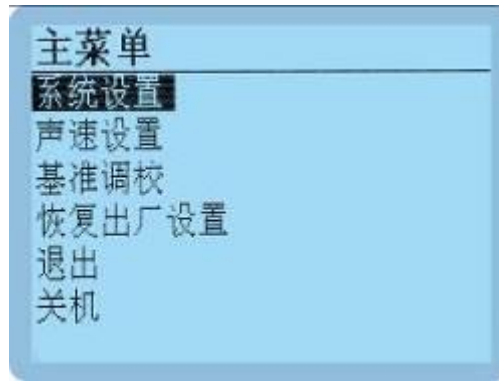 主菜单
系统设置
声速设置
基准调校
恢复出厂设置
退出
关机